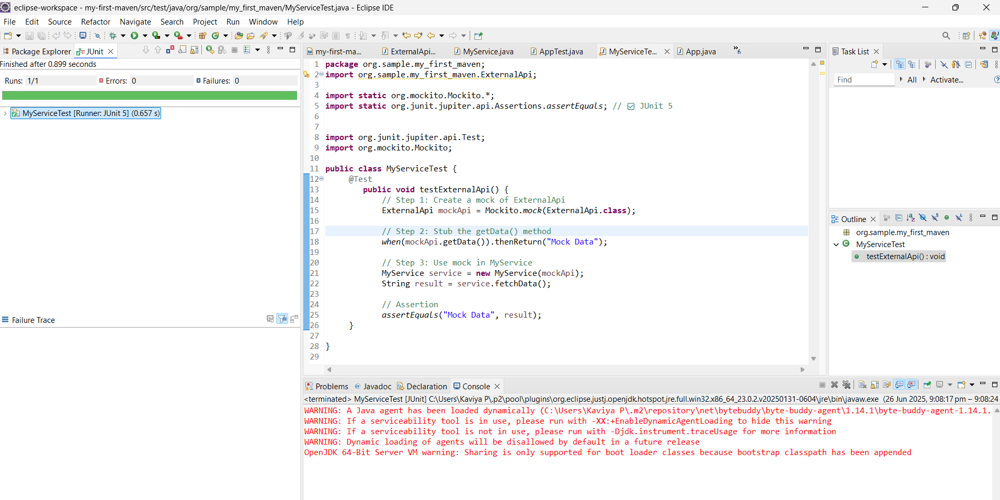 eclipse-workspace - my-first-maven/src/test/java/org/sample/my_first_maven/MyServiceTest.java - Eclipse IDE
File Edit Source Refactor Navigate Search Project Run Window Help
Package Explorer JUnit
Finished after 0.899 seconds
Runs: 1/1 Errors: 0 Failures: 0
MyServiceTest [Runner: JUnit 5] (0.657 s)
Failure Trace
my-first-ma... ExternalApi... MyService.java AppTest.java MyServiceTe... App.java »6
1 package org.sample.my_first_maven;
2 import org.sample.my_first_maven.ExternalApi;
3
4 import static org.mockito.Mockito.*;
5 import static org.junit.jupiter.api.Assertions.assertEquals; // ☑ JUnit 5
6
7
8 import org.junit.jupiter.api.Test;
9 import org.mockito.Mockito;
10
11 public class MyServiceTest {
12 @Test
13 public void testExternalApi() {
14 // Step 1: Create a mock of ExternalApi
15 ExternalApi mockApi = Mockito.mock(ExternalApi.class);
16
17 // Step 2: Stub the getData() method
18 when(mockApi.getData()).thenReturn("Mock Data");
19
20 // Step 3: Use mock in MyService
21 MyService service = new MyService(mockApi);
22 String result = service.fetchData();
23
24 // Assertion
25 assertEquals("Mock Data", result);
26 }
27
28 }
29
Task List
Find All Activate...
Outline
org.sample.my_first_maven
MyServiceTest
testExternalApi() : void
Problems @ Javadoc Declaration Console
<terminated> MyServiceTest [JUnit] C:\Users\Kaviya P\.p2\pool\plugins\org.eclipse.justj.openjdk.hotspot.jre.full.win32.x86_64_23.0.2.v20250131-0604\jre\bin\javaw.exe (26 Jun 2025, 9:08:17 pm – 9:08:24
WARNING: A Java agent has been loaded dynamically (C:\Users\Kaviya P\.m2\repository\net\bytebuddy\byte-buddy-agent\1.14.1\byte-buddy-agent-1.14.1.
WARNING: If a serviceability tool is in use, please run with -XX:+EnableDynamicAgentLoading to hide this warning
WARNING: If a serviceability tool is not in use, please run with -Djdk.instrument.traceUsage for more information
WARNING: Dynamic loading of agents will be disallowed by default in a future release
OpenJDK 64-Bit Server VM warning: Sharing is only supported for boot loader classes because bootstrap classpath has been appended